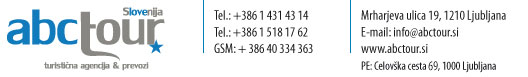 Slovenija
abctour
turistična agencija & prevozi
Tel.: +386 1 431 43 14
Tel.: +386 1 518 17 62
GSM: + 386 40 334 363
Mrharjeva ulica 19, 1210 Ljubljana
E-mail: info@abctour.si
www.abctour.si
PE: Celovška cesta 69, 1000 Ljubljana